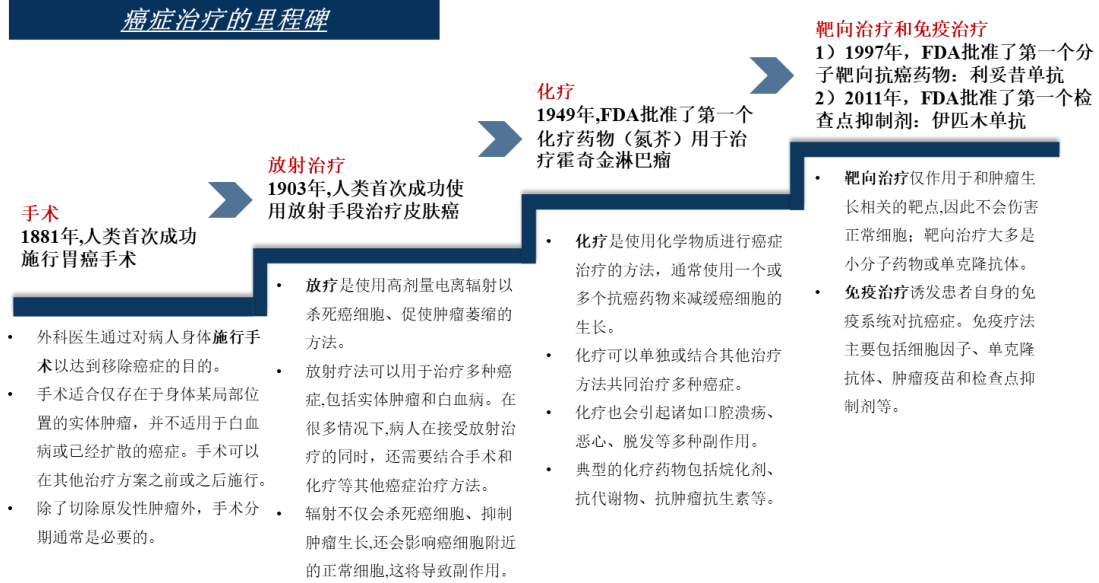 癌症治疗的里程碑
手术
1881年,人类首次成功
施行胃癌手术
• 外科医生通过对病人身体施行手
术以达到移除癌症的目的。
• 手术适合仅存在于身体某局部位
置的实体肿瘤，并不适用于白血
病或已经扩散的癌症。手术可以
在其他治疗方案之前或之后施行。
• 除了切除原发性肿瘤外，手术分
期通常是必要的。
放射治疗
1903年,人类首次成功使
用放射手段治疗皮肤癌
• 放疗是使用高剂量电离辐射以
杀死癌细胞、促使肿瘤萎缩的
方法。
• 放射疗法可以用于治疗多种癌
症,包括实体肿瘤和白血病。在
很多情况下,病人在接受放射治
疗的同时，还需要结合手术和
化疗等其他癌症治疗方法。
• 辐射不仅会杀死癌细胞、抑制
肿瘤生长,还会影响癌细胞附近
的正常细胞,这将导致副作用。
化疗
1949年,FDA批准了第一个
化疗药物（氮芥）用于治
疗霍奇金淋巴瘤
• 化疗是使用化学物质进行癌症
治疗的方法，通常使用一个或
多个抗癌药物来减缓癌细胞的
生长。
• 化疗可以单独或结合其他治疗
方法共同治疗多种癌症。
• 化疗也会引起诸如口腔溃疡、
恶心、脱发等多种副作用。
• 典型的化疗药物包括烷化剂、
抗代谢物、抗肿瘤抗生素等。
靶向治疗和免疫治疗
1）1997年，FDA批准了第一个分
子靶向抗癌药物：利妥昔单抗
2）2011年，FDA批准了第一个检
查点抑制剂：伊匹木单抗
• 靶向治疗仅作用于和肿瘤生
长相关的靶点,因此不会伤害
正常细胞；靶向治疗大多是
小分子药物或单克隆抗体。
• 免疫治疗诱发患者自身的免
疫系统对抗癌症。免疫疗法
主要包括细胞因子、单克隆
抗体、肿瘤疫苗和检查点抑
制剂等。